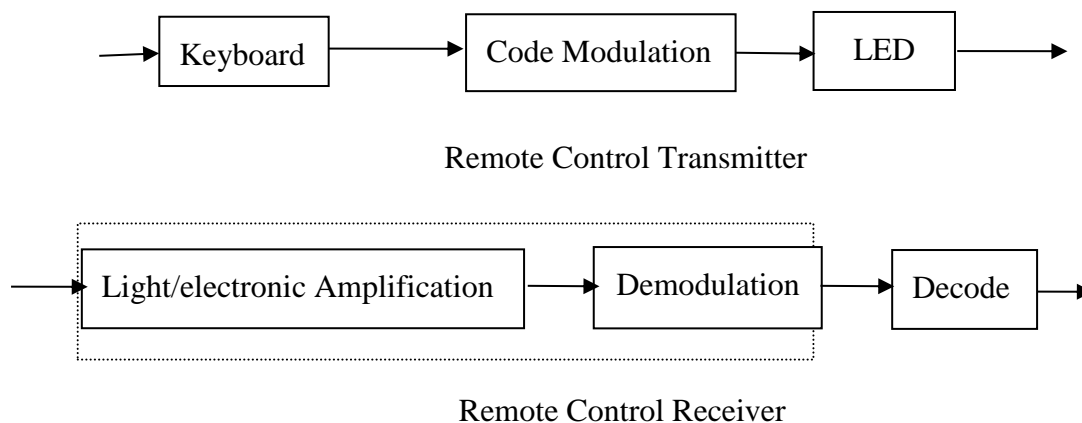 Keyboard Code Modulation LED
Remote Control Transmitter
Light/electronic Amplification Demodulation Decode
Remote Control Receiver